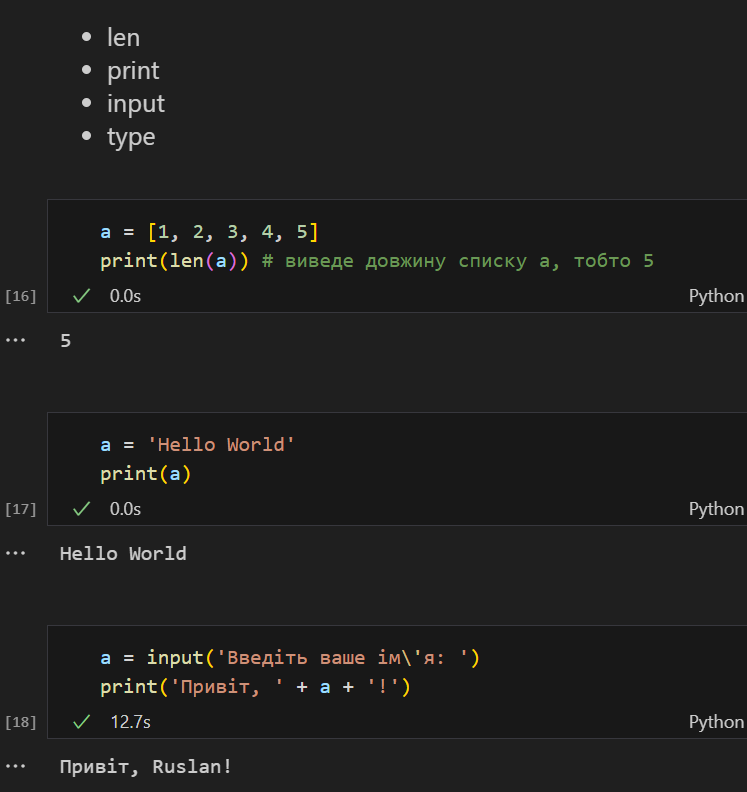 len
print
input
type
a = [1, 2, 3, 4, 5]
print(len(a)) # виведе довжину списку a, тобто 5
[16]
0.0s
Python
5
a = 'Hello World'
print(a)
[17]
0.0s
Python
Hello World
a = input('Введіть ваше ім\'я: ')
print('Привіт, ' + a + '!')
[18]
12.7s
Python
Привіт, Ruslan!